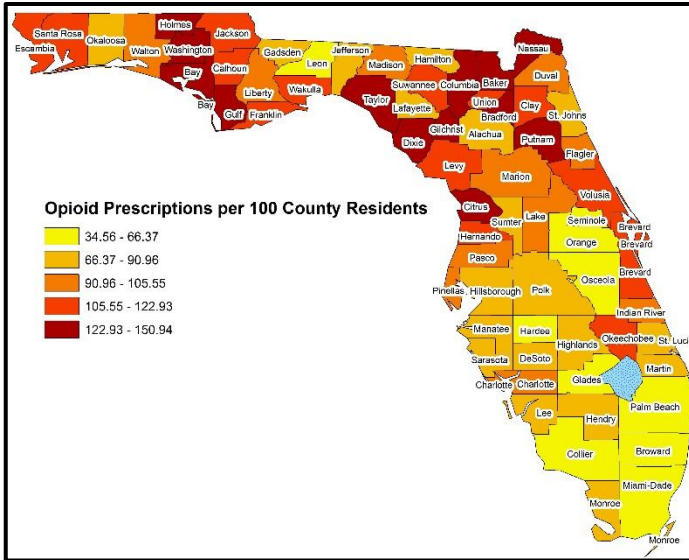 Holmes
Santa Rosa
Jackson
Escambia
Okaloosa
Walton
Washington
Bay
Calhoun
Bay
Gulf
Franklin
Liberty
Gadsden
Leon
Wakulla
Jefferson
Madison
Hamilton
Taylor
Suwannee
Lafayette
Columbia
Baker
Nassau
Duval
Union
Bradford
Clay
St. Johns
Gilchrist
Dixie
Alachua
Putnam
Flagler
Levy
Marion
Volusia
Citrus
Sumter
Lake
Seminole
Hernando
Orange
Brevard
Brevard
Pasco
Osceola
Brevard
Pinellas
Hillsborough
Polk
Indian River
Manatee
Hardee
Okeechobee
Highlands
St. Luci
Sarasota
DeSoto
Martin
Charlotte
Charlotte
Glades
Palm Beach
Lee
Hendry
Collier
Broward
Miami-Dade
Monroe
Monroe
Opioid Prescriptions per 100 County Residents
34.56 - 66.37
66.37 - 90.96
90.96 - 105.55
105.55 - 122.93
122.93 - 150.94